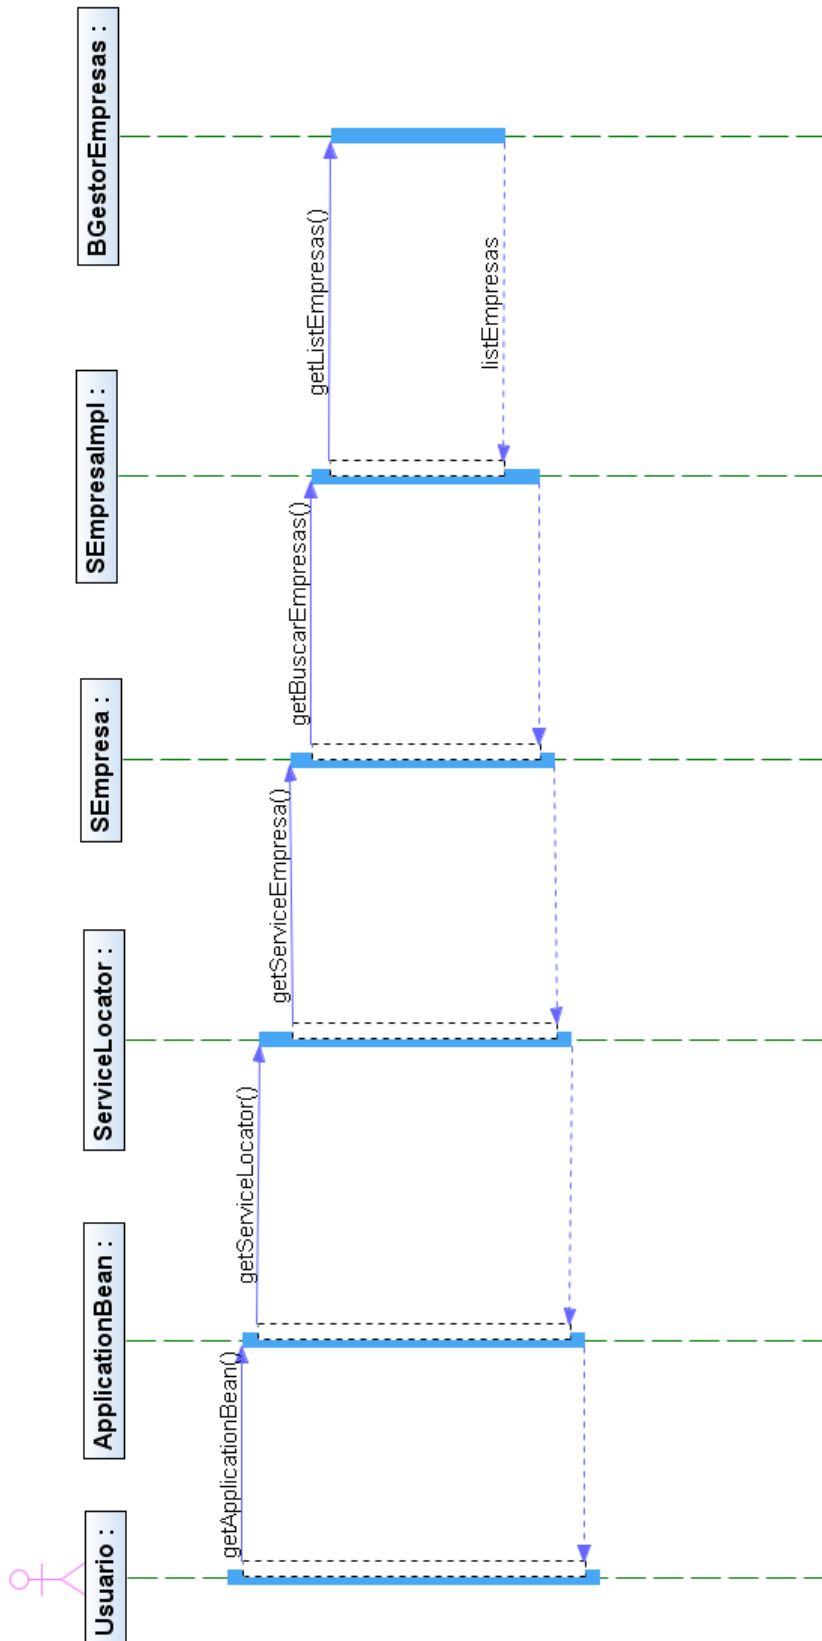 Usuario :
ApplicationBean :
ServiceLocator :
SEmpresa :
SEmpresaImpl :
BGestorEmpresas :
getApplicationBean()
getServiceLocator()
getServiceEmpresa()
getBuscarEmpresas()
getListEmpresas()
listEmpresas